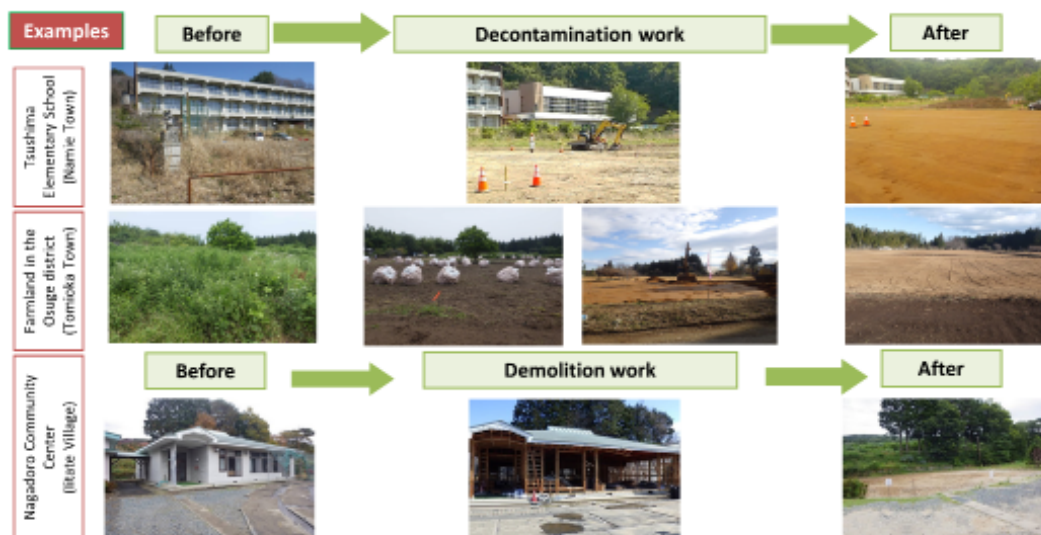 Examples
Before
Decontamination work
After
Tsushima
Elementary School
(Namie Town)
Farmland in the
Osuge district
(Tomioka Town)
Before
Demolition work
After
Nagadoro Community
Center
(Iitate Village)